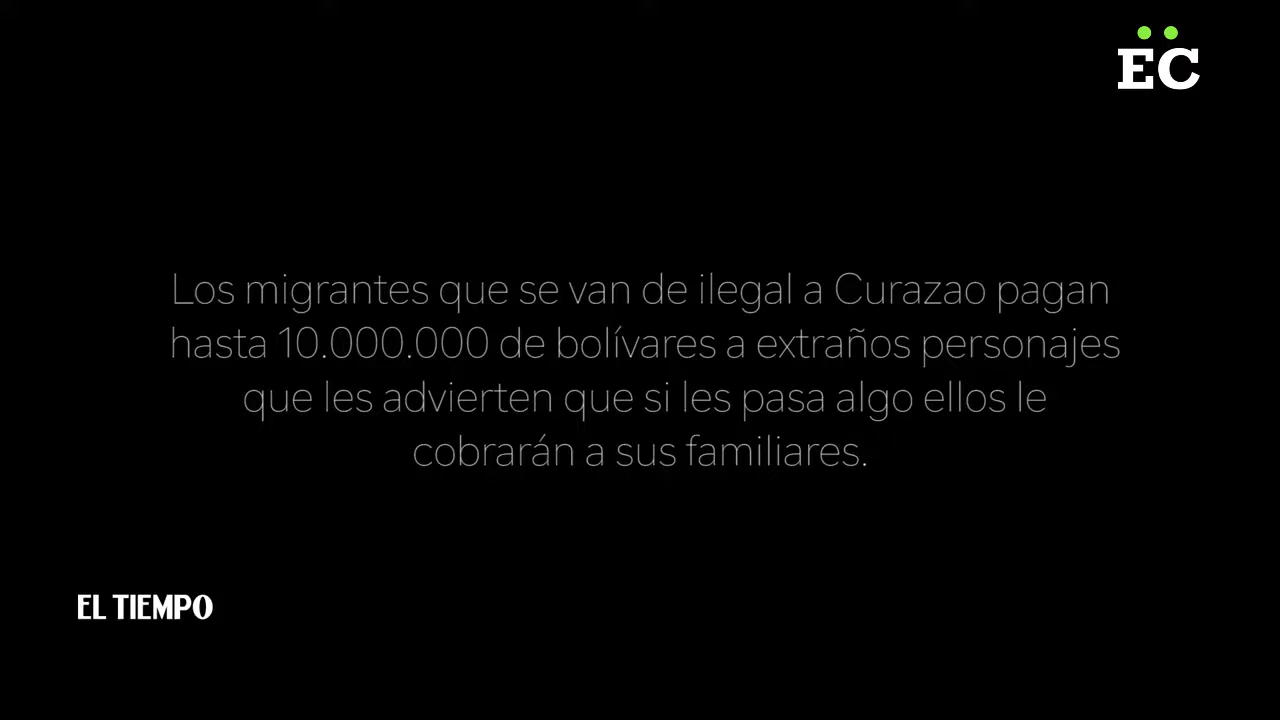 EC
Los migrantes que se van de ilegal a Curazao pagan
hasta 10.000.000 de bolívares a extraños personajes
que les advierten que si les pasa algo ellos le
cobrarán a sus familiares.
EL TIEMPO